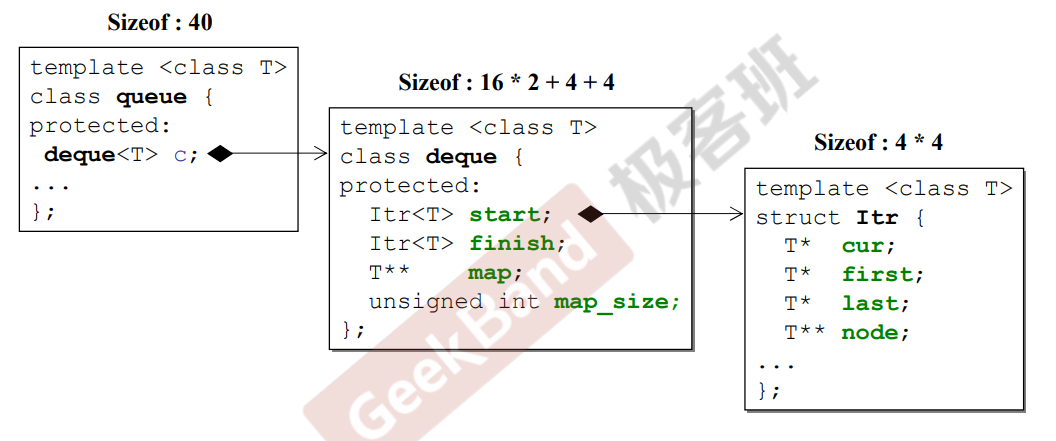 Sizeof : 40
template <class T>
class queue {
protected:
 deque<T> c;
...
};
Sizeof : 16 * 2 + 4 + 4
template <class T>
class deque {
protected:
  Itr<T> start;
  Itr<T> finish;
  T**    map;
  unsigned int map_size;
};
Sizeof : 4 * 4
template <class T>
struct Itr {
  T*  cur;
  T*  first;
  T*  last;
  T** node;
...
};
GeekBand 极客班